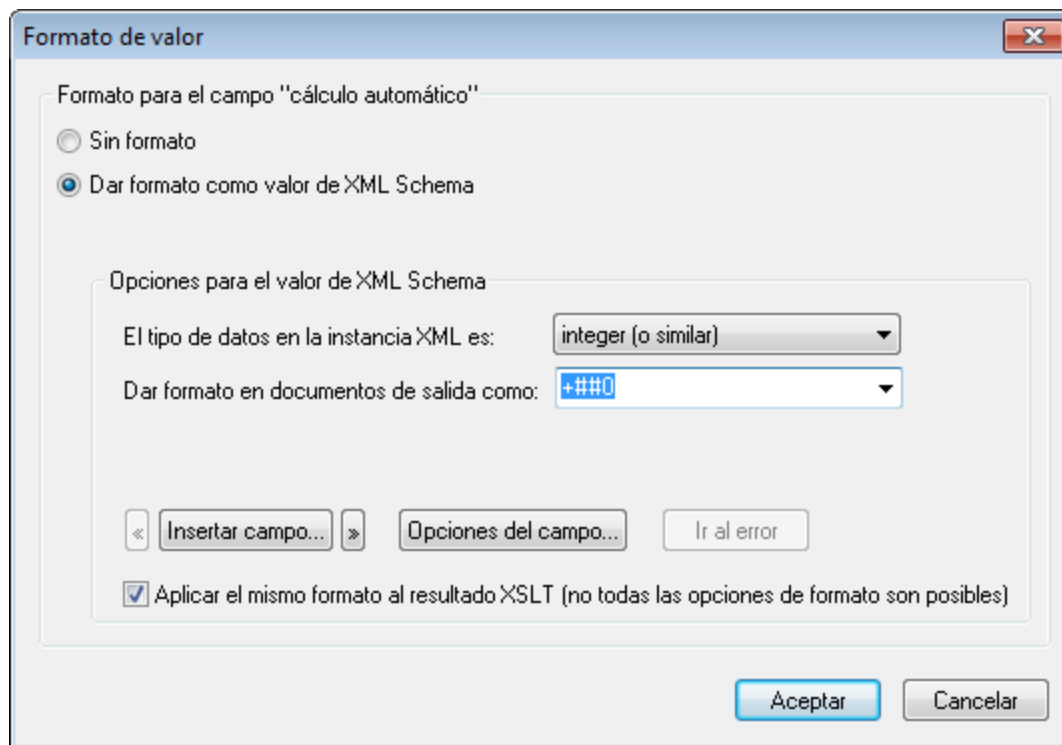 Formato de valor
Formato para el campo "cálculo automático"
Sin formato
Dar formato como valor de XML Schema
Opciones para el valor de XML Schema
El tipo de datos en la instancia XML es: integer (o similar)
Dar formato en documentos de salida como: +##0
« Insertar campo... » Opciones del campo... Ir al error
Aplicar el mismo formato al resultado XSLT (no todas las opciones de formato son posibles)
Aceptar Cancelar